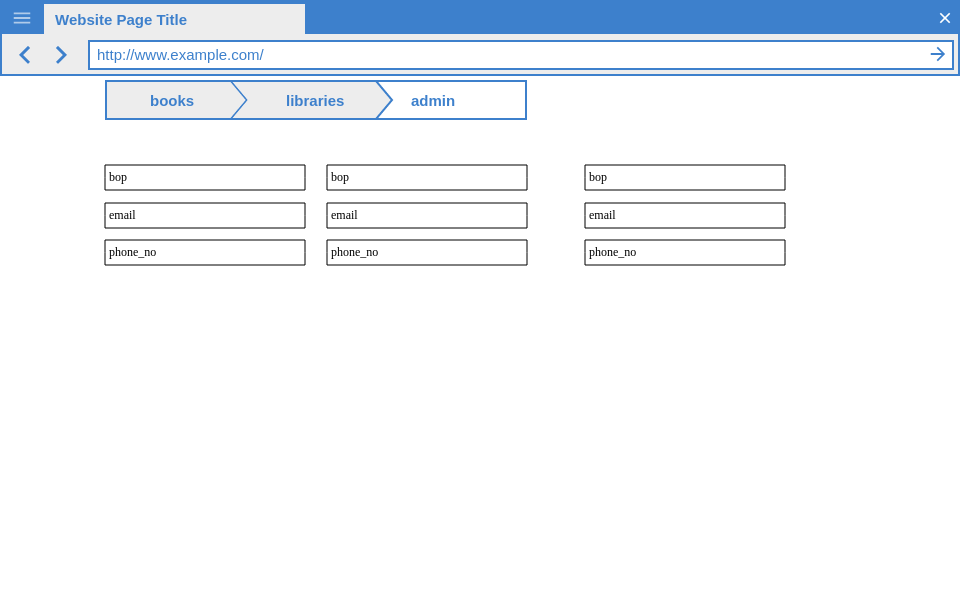 Website Page Title
http://www.example.com/
books libraries admin
bop bop bop
email email email
phone_no phone_no phone_no